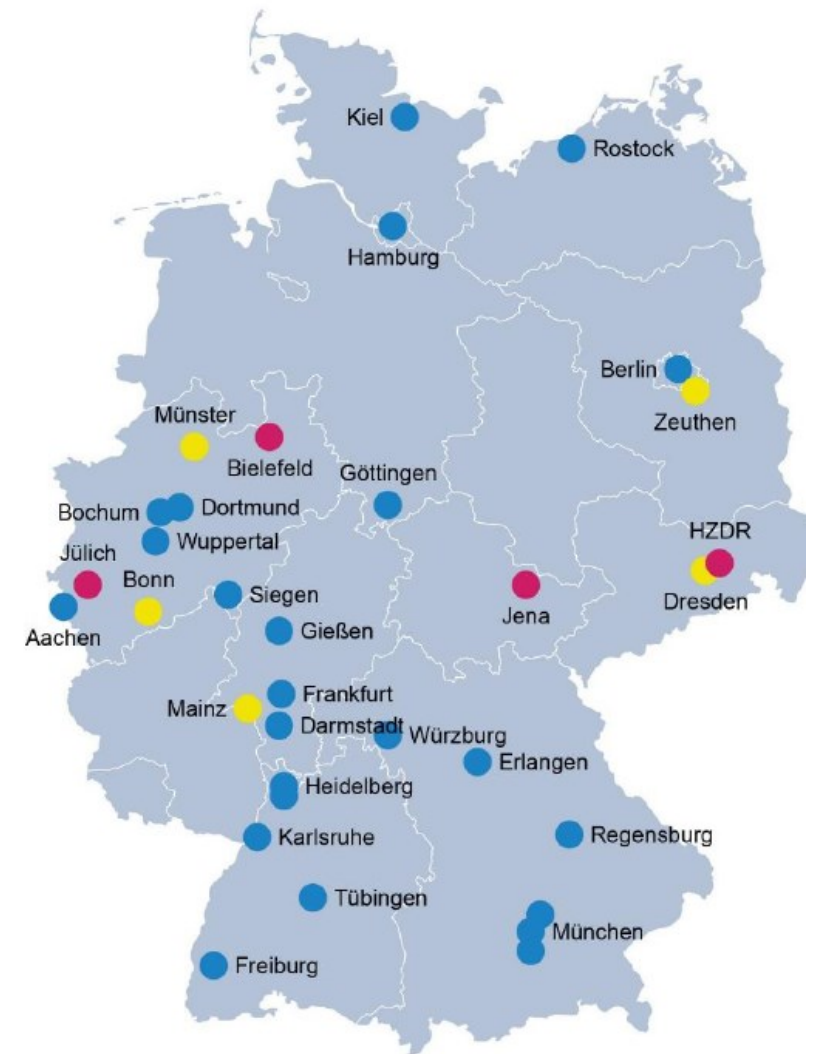 Kiel
Rostock
Hamburg
Berlin
Zeuthen
Münster
Bielefeld
Göttingen
Bochum
Dortmund
Wuppertal
HZDR
Jülich
Bonn
Siegen
Jena
Dresden
Aachen
Gießen
Frankfurt
Mainz
Darmstadt
Würzburg
Erlangen
Heidelberg
Karlsruhe
Regensburg
Tübingen
München
Freiburg